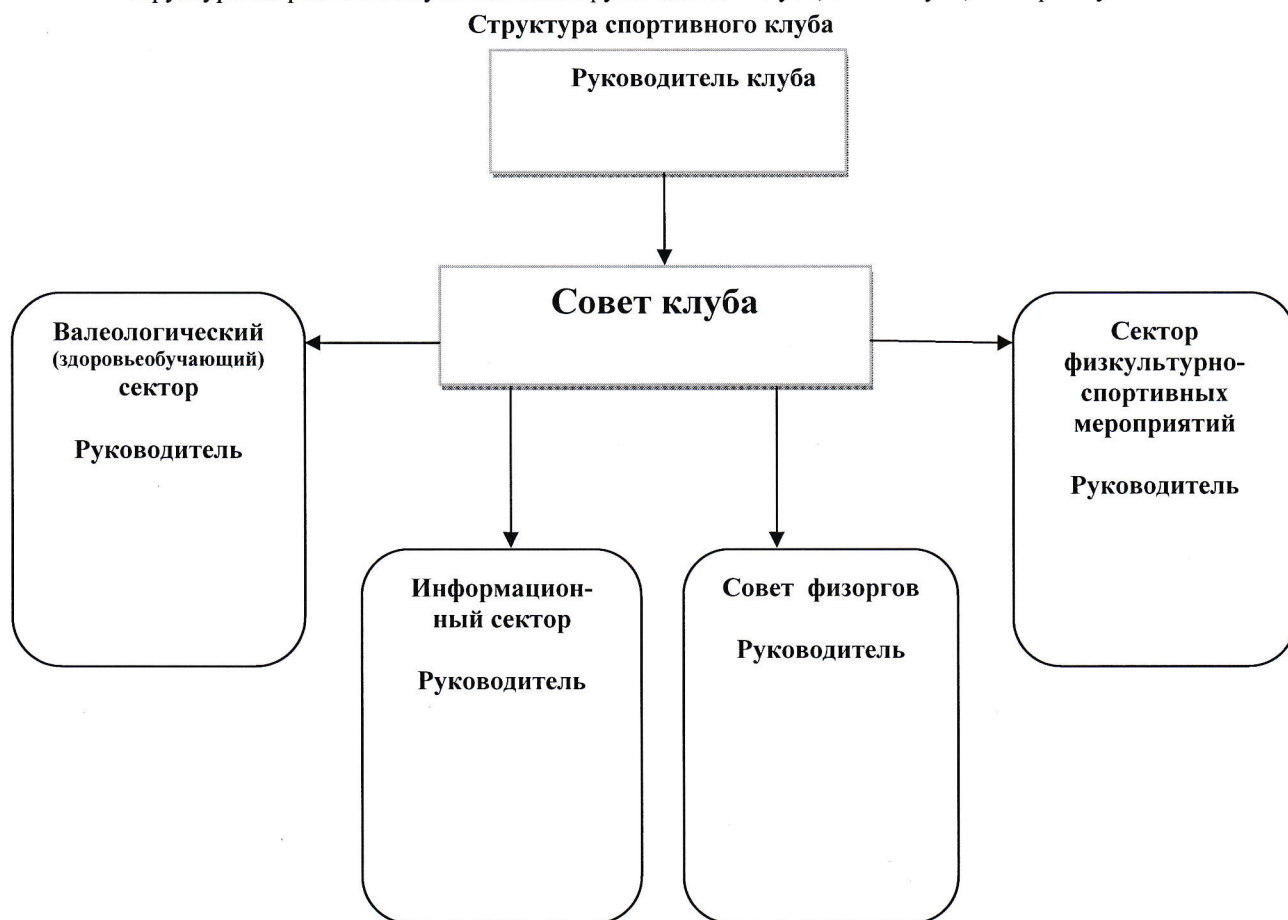 Структура спортивного клуба
Руководитель клуба
Совет клуба
Валеологический
(здоровьеобучающий)
сектор
Руководитель
Сектор
физкультурно-
спортивных
мероприятий
Руководитель
Информацион-
ный сектор
Руководитель
Совет физоргов
Руководитель